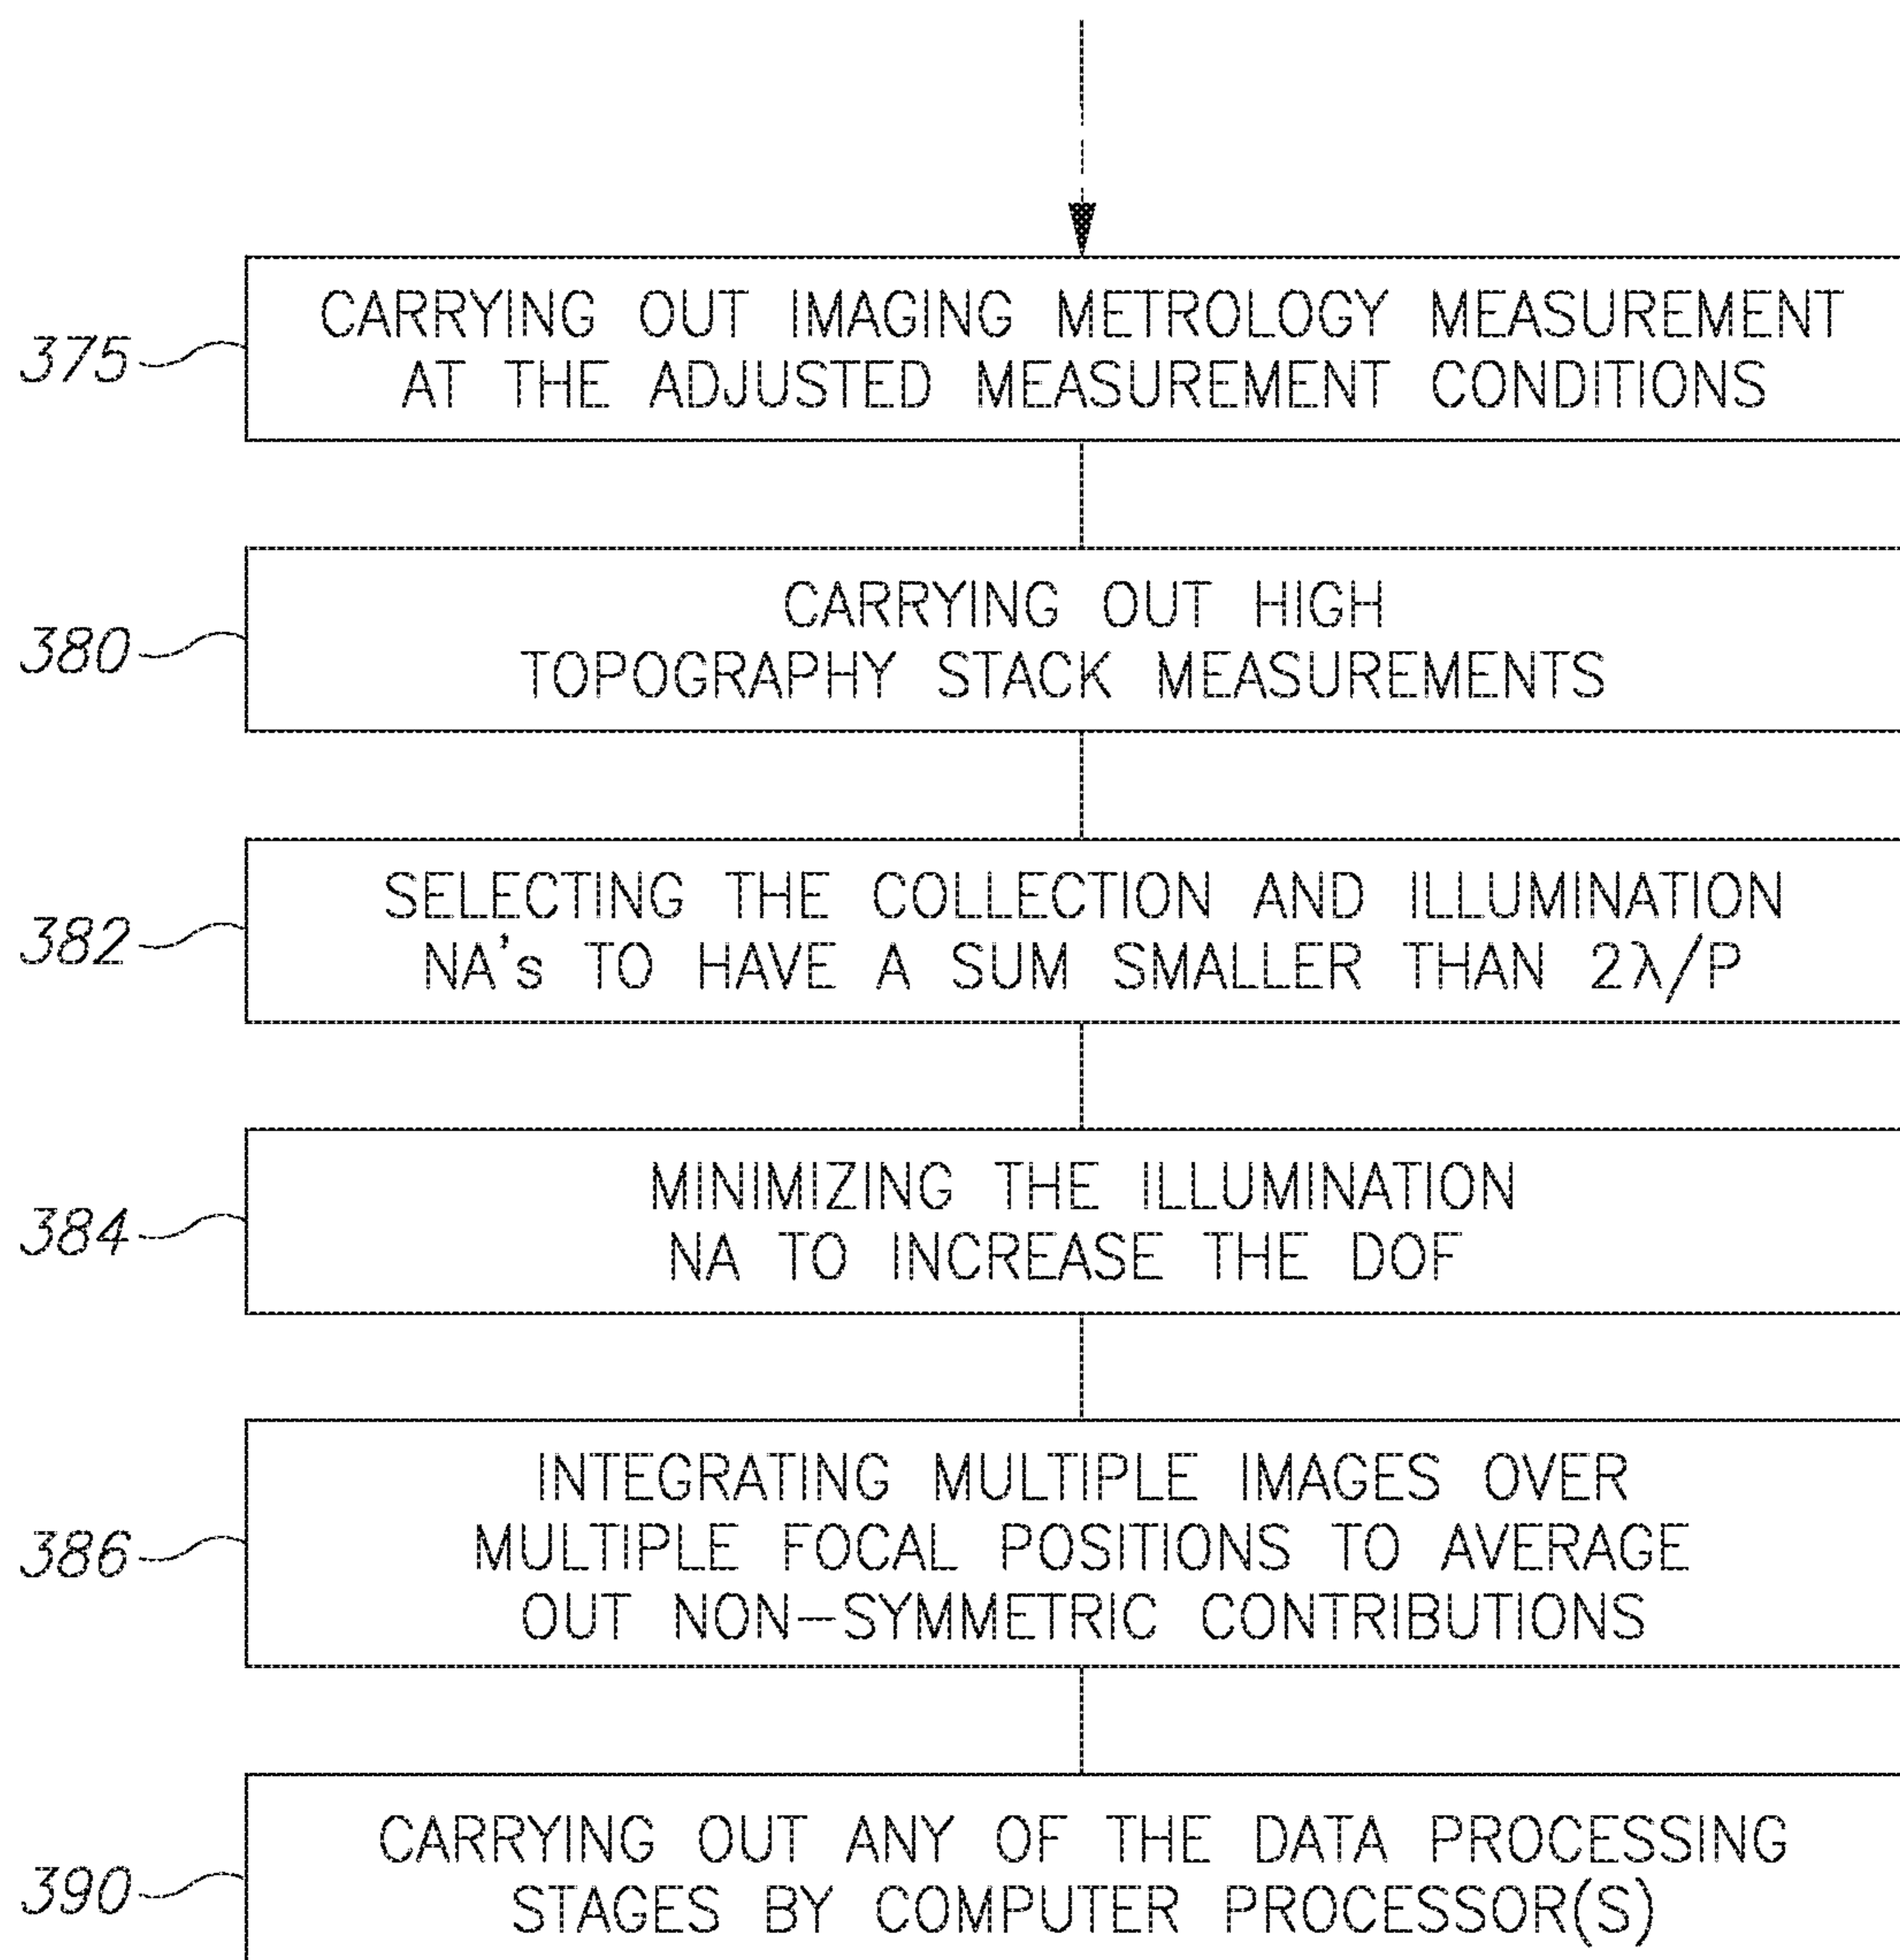 375
CARRYING OUT IMAGING METROLOGY MEASUREMENT
AT THE ADJUSTED MEASUREMENT CONDITIONS
380
CARRYING OUT HIGH
TOPOGRAPHY STACK MEASUREMENTS
382
SELECTING THE COLLECTION AND ILLUMINATION
NA's TO HAVE A SUM SMALLER THAN 2λ/P
384
MINIMIZING THE ILLUMINATION
NA TO INCREASE THE DOF
386
INTEGRATING MULTIPLE IMAGES OVER
MULTIPLE FOCAL POSITIONS TO AVERAGE
OUT NON-SYMMETRIC CONTRIBUTIONS
390
CARRYING OUT ANY OF THE DATA PROCESSING
STAGES BY COMPUTER PROCESSOR(S)